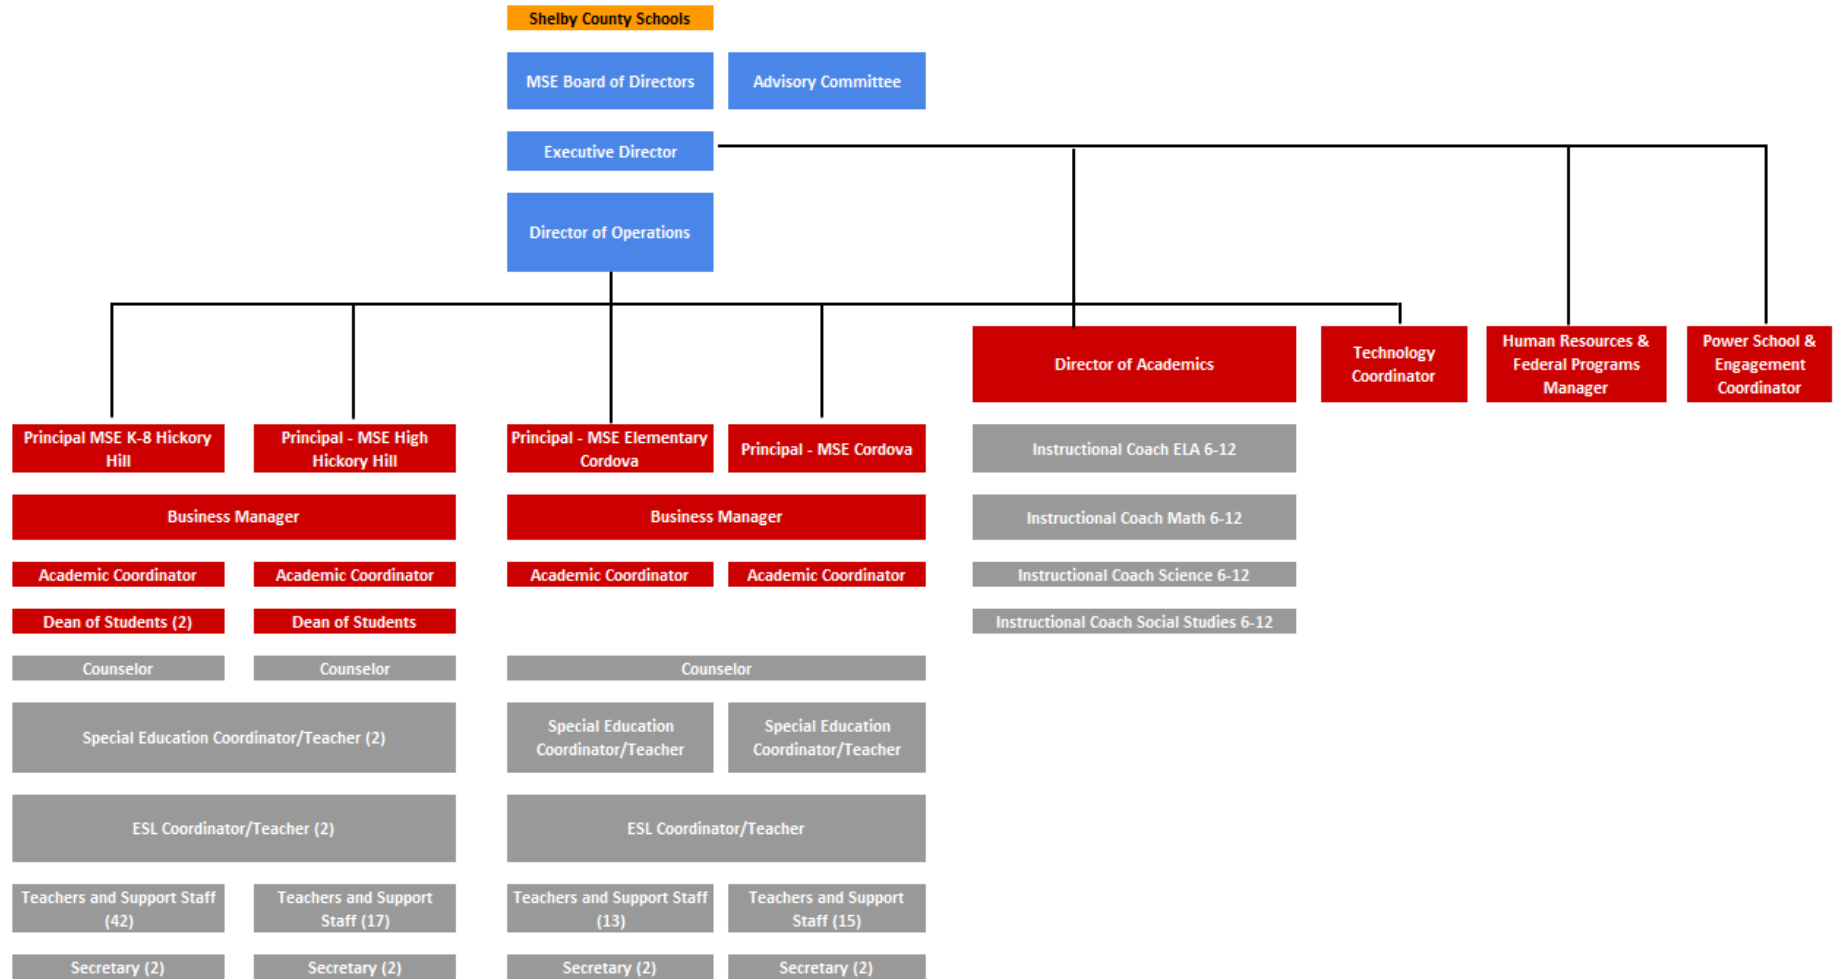 Shelby County Schools
MSE Board of Directors
Advisory Committee
Executive Director
Director of Operations
Director of Academics
Technology
Coordinator
Human Resources &
Federal Programs
Manager
Power School &
Engagement
Coordinator
Principal MSE K-8 Hickory
Hill
Principal - MSE High
Hickory Hill
Principal - MSE Elementary
Cordova
Principal - MSE Cordova
Instructional Coach ELA 6-12
Business Manager
Business Manager
Instructional Coach Math 6-12
Academic Coordinator
Academic Coordinator
Academic Coordinator
Academic Coordinator
Instructional Coach Science 6-12
Dean of Students (2)
Dean of Students
Instructional Coach Social Studies 6-12
Counselor
Counselor
Counselor
Special Education Coordinator/Teacher (2)
Special Education
Coordinator/Teacher
Special Education
Coordinator/Teacher
ESL Coordinator/Teacher (2)
ESL Coordinator/Teacher
Teachers and Support Staff
(42)
Teachers and Support
Staff (17)
Teachers and Support Staff
(13)
Teachers and Support
Staff (15)
Secretary (2)
Secretary (2)
Secretary (2)
Secretary (2)